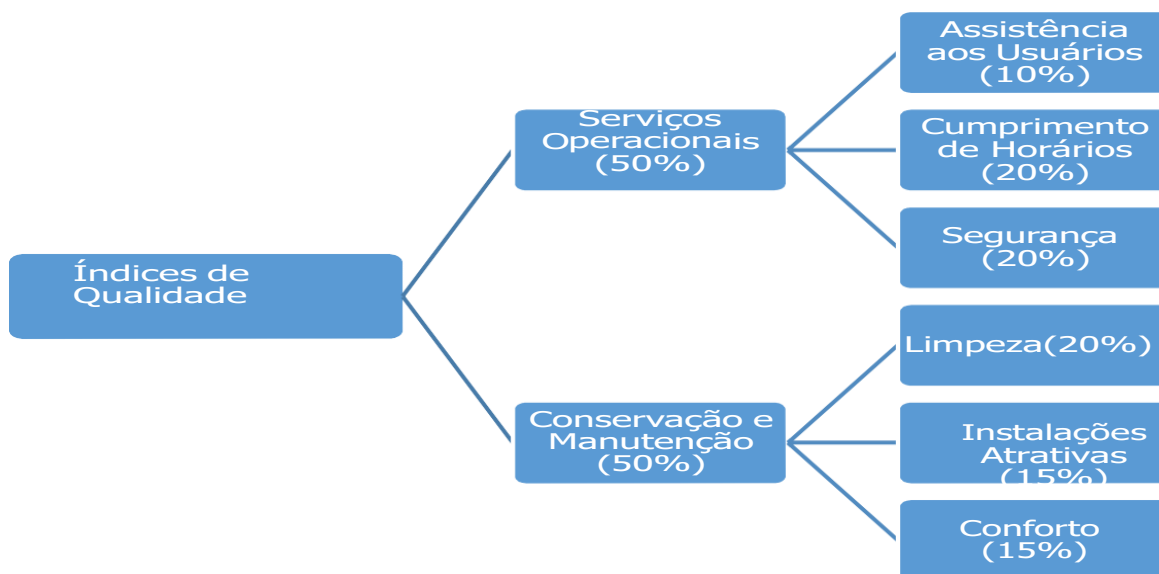 Assistência
aos Usuários
(10%)
Serviços
Operacionais
(50%)
Cumprimento
de Horários
(20%)
Segurança
(20%)
Índices de
Qualidade
Limpeza(20%)
Conservação e
Manutenção
(50%)
Instalações
Atrativas
(15%)
Conforto
(15%)